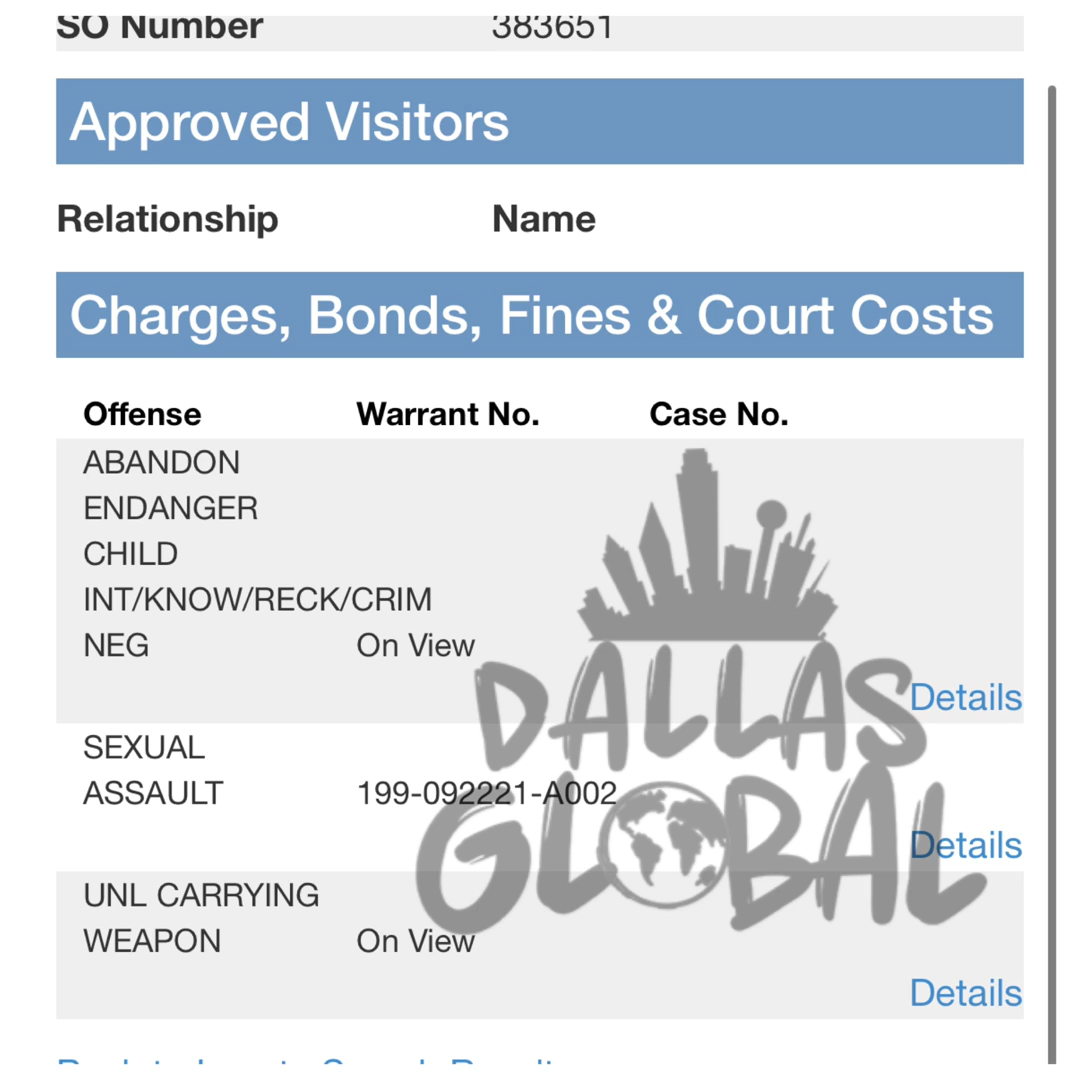 SO Number 383651
Approved Visitors
Relationship Name
Charges, Bonds, Fines & Court Costs
Offense Warrant No. Case No.
ABANDON
ENDANGER
CHILD
INT/KNOW/RECK/CRIM
NEG On View
Details
SEXUAL
ASSAULT 199-092221-A002
Details
UNL CARRYING
WEAPON On View
Details
DALLAS
GLOBAL